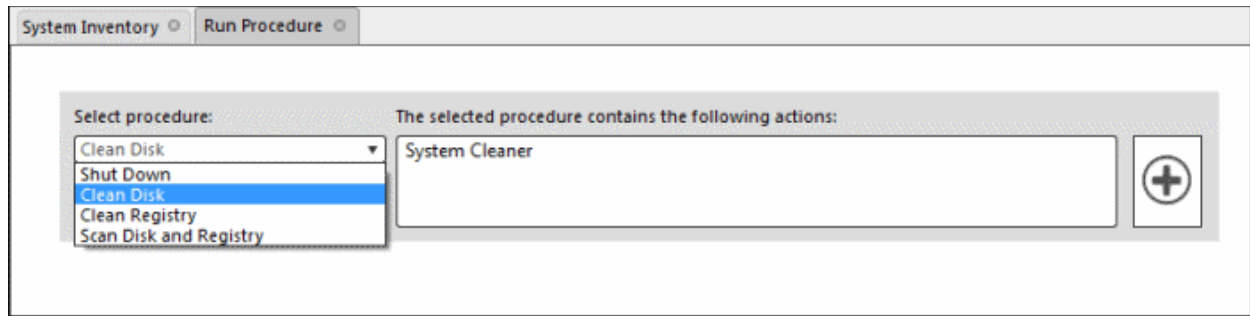 System Inventory Run Procedure
Select procedure: The selected procedure contains the following actions:
Clean Disk System Cleaner
Shut Down
Clean Disk
Clean Registry
Scan Disk and Registry